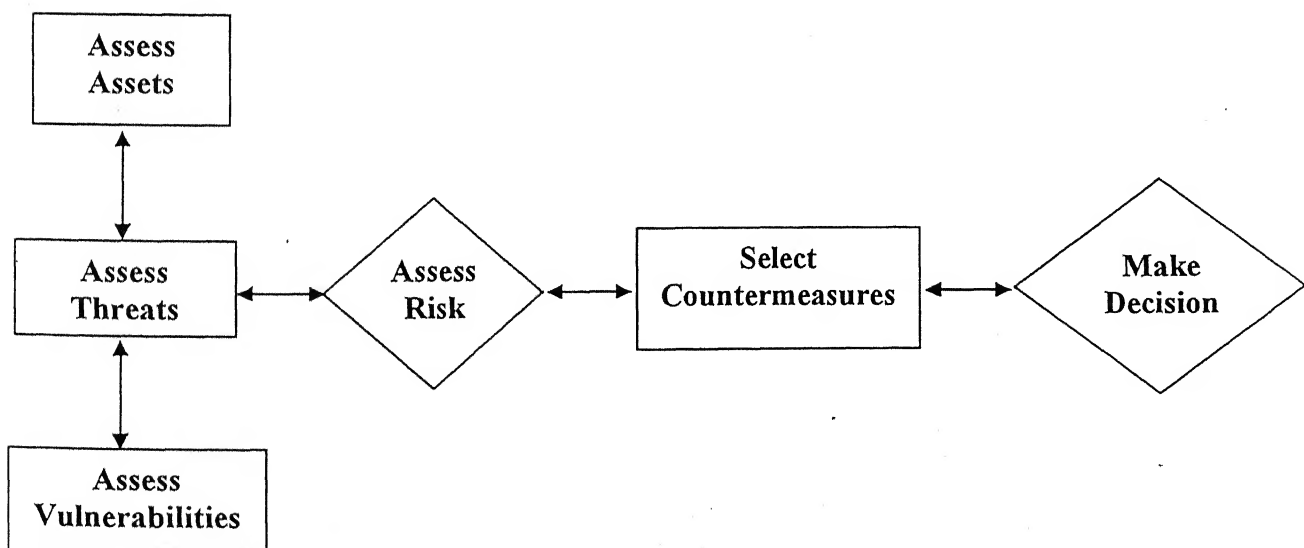 Assess
Assets
Assess
Threats
Assess
Vulnerabilities
Assess
Risk
Select
Countermeasures
Make
Decision